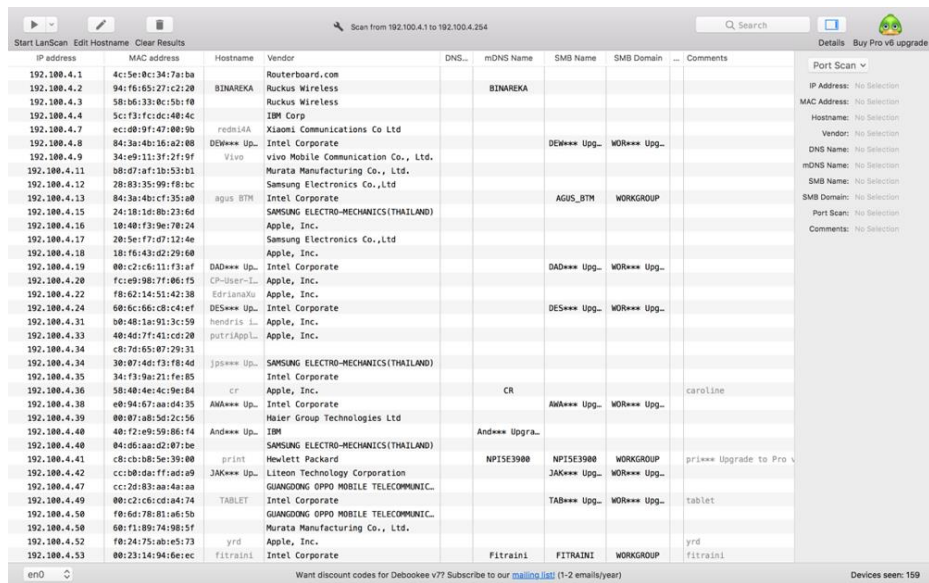 Scan from 192.100.4.1 to 192.100.4.254
Search
Start LanScan Edit Hostname Clear Results
Details Buy Pro v6 upgrade
IP address MAC address Hostname Vendor DNS... mDNS Name SMB Name SMB Domain ... Comments
192.100.4.1 4c:5e:0c:34:7a:ba Routerboard.com
192.100.4.2 94:f6:65:27:c2:20 BINAREKA Ruckus Wireless BINAREKA
192.100.4.3 58:b6:33:0c:5b:f0 Ruckus Wireless
192.100.4.4 5c:f3:fc:dc:40:4c IBM Corp
192.100.4.7 ec:d0:9f:47:00:9b redmi4A Xiaomi Communications Co Ltd
192.100.4.8 84:3a:4b:16:a2:08 DEW*** Up… Intel Corporate DEW*** Upg… WOR*** Upg…
192.100.4.9 34:e9:11:3f:2f:9f Vivo vivo Mobile Communication Co., Ltd.
192.100.4.11 b8:d7:af:1b:53:b1 Murata Manufacturing Co., Ltd.
192.100.4.12 28:83:35:99:f8:bc Samsung Electronics Co.,Ltd
192.100.4.13 84:3a:4b:cf:35:a0 agus BTM Intel Corporate AGUS_BTM WORKGROUP
192.100.4.15 24:18:1d:8b:23:6d SAMSUNG ELECTRO-MECHANICS(THAILAND)
192.100.4.16 10:40:f3:9e:70:24 Apple, Inc.
192.100.4.17 20:5e:f7:d7:12:4e Samsung Electronics Co.,Ltd
192.100.4.18 18:f6:43:d2:29:60 Apple, Inc.
192.100.4.19 00:c2:c6:11:f3:af DAD*** Up… Intel Corporate DAD*** Upg… WOR*** Upg…
192.100.4.20 fc:e9:98:7f:06:f5 CP-User-I… Apple, Inc.
192.100.4.22 f8:62:14:51:42:38 EdrianaXu Apple, Inc.
192.100.4.24 60:6c:66:c8:c4:ef DES*** Up… Intel Corporate DES*** Upg… WOR*** Upg…
192.100.4.31 b0:48:1a:91:3c:59 hendris i… Apple, Inc.
192.100.4.33 40:4d:7f:41:cd:20 putriAppl… Apple, Inc.
192.100.4.34 c8:7d:65:07:29:31
192.100.4.34 30:07:4d:f3:f8:4d jps*** Up… SAMSUNG ELECTRO-MECHANICS(THAILAND)
192.100.4.35 34:f3:9a:21:fe:85 Intel Corporate
192.100.4.36 58:40:4e:4c:9e:84 cr Apple, Inc. CR caroline
192.100.4.38 e0:94:67:aa:d4:35 AWA*** Up… Intel Corporate AWA*** Upg… WOR*** Upg…
192.100.4.39 00:07:a8:5d:2c:56 Haier Group Technologies Ltd
192.100.4.40 40:f2:e9:59:86:f4 And*** Up… IBM And*** Upgra…
192.100.4.40 04:d6:aa:d2:07:be SAMSUNG ELECTRO-MECHANICS(THAILAND)
192.100.4.41 c8:cb:b8:5e:39:00 print Hewlett Packard NPI5E3900 NPI5E3900 WORKGROUP pri*** Upgrade to Pro v
192.100.4.42 cc:b0:da:ff:ad:a9 JAK*** Up… Liteon Technology Corporation JAK*** Upg… WOR*** Upg…
192.100.4.47 cc:2d:83:aa:4a:aa GUANGDONG OPPO MOBILE TELECOMMUNIC…
192.100.4.49 00:c2:c6:cd:a4:74 TABLET Intel Corporate TAB*** Upg… WOR*** Upg… tablet
192.100.4.50 f0:6d:78:81:a6:5b GUANGDONG OPPO MOBILE TELECOMMUNIC…
192.100.4.50 60:f1:89:74:98:5f Murata Manufacturing Co., Ltd.
192.100.4.52 f0:24:75:ab:e5:73 yrd Apple, Inc. yrd
192.100.4.53 00:23:14:94:6e:ec fitraini Intel Corporate Fitraini FITRAINI WORKGROUP fitraini
Port Scan
IP Address: No Selection
MAC Address: No Selection
Hostname: No Selection
Vendor: No Selection
DNS Name: No Selection
mDNS Name: No Selection
SMB Name: No Selection
SMB Domain: No Selection
Port Scan: No Selection
Comments: No Selection
en0
Want discount codes for Debookee v7? Subscribe to our mailing list! (1-2 emails/year)
Devices seen: 159